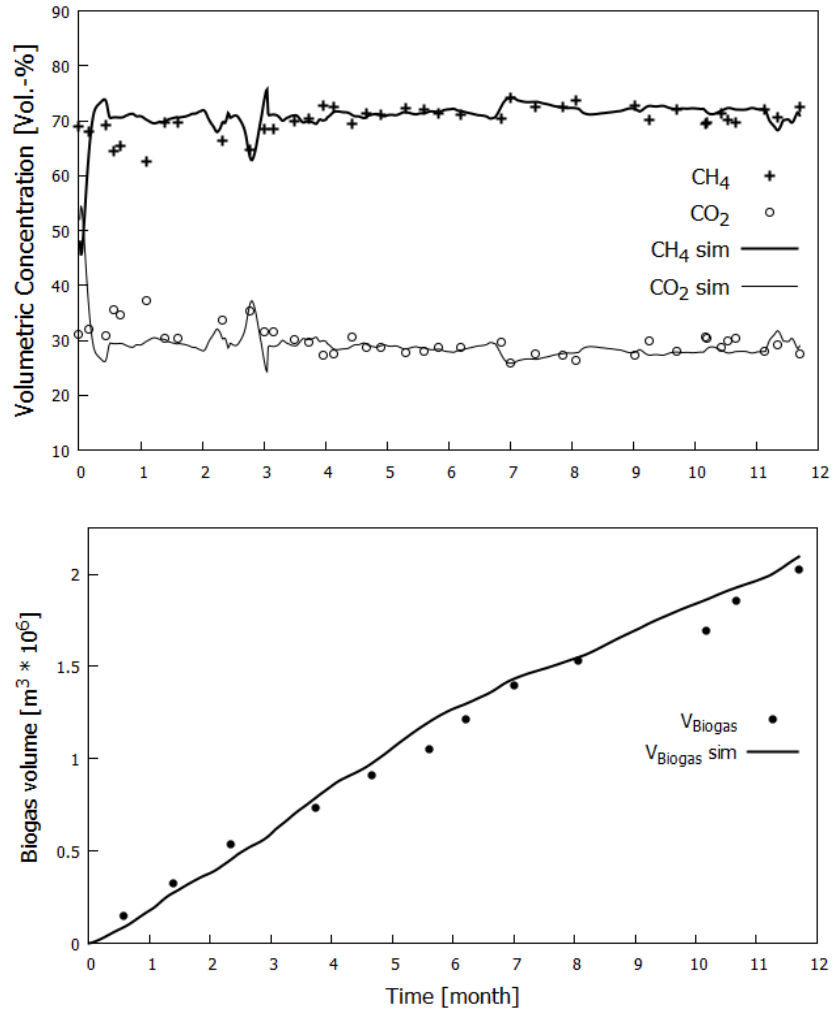 Volumetric Concentration [Vol.-%]
90
80
70
60
50
40
30
20
10
0 1 2 3 4 5 6 7 8 9 10 11 12
CH4
CO2
CH4 sim
CO2 sim
Biogas volume [m³ * 10⁶]
2
1.5
1
0.5
0
0 1 2 3 4 5 6 7 8 9 10 11 12
VBiogas
VBiogas sim
Time [month]